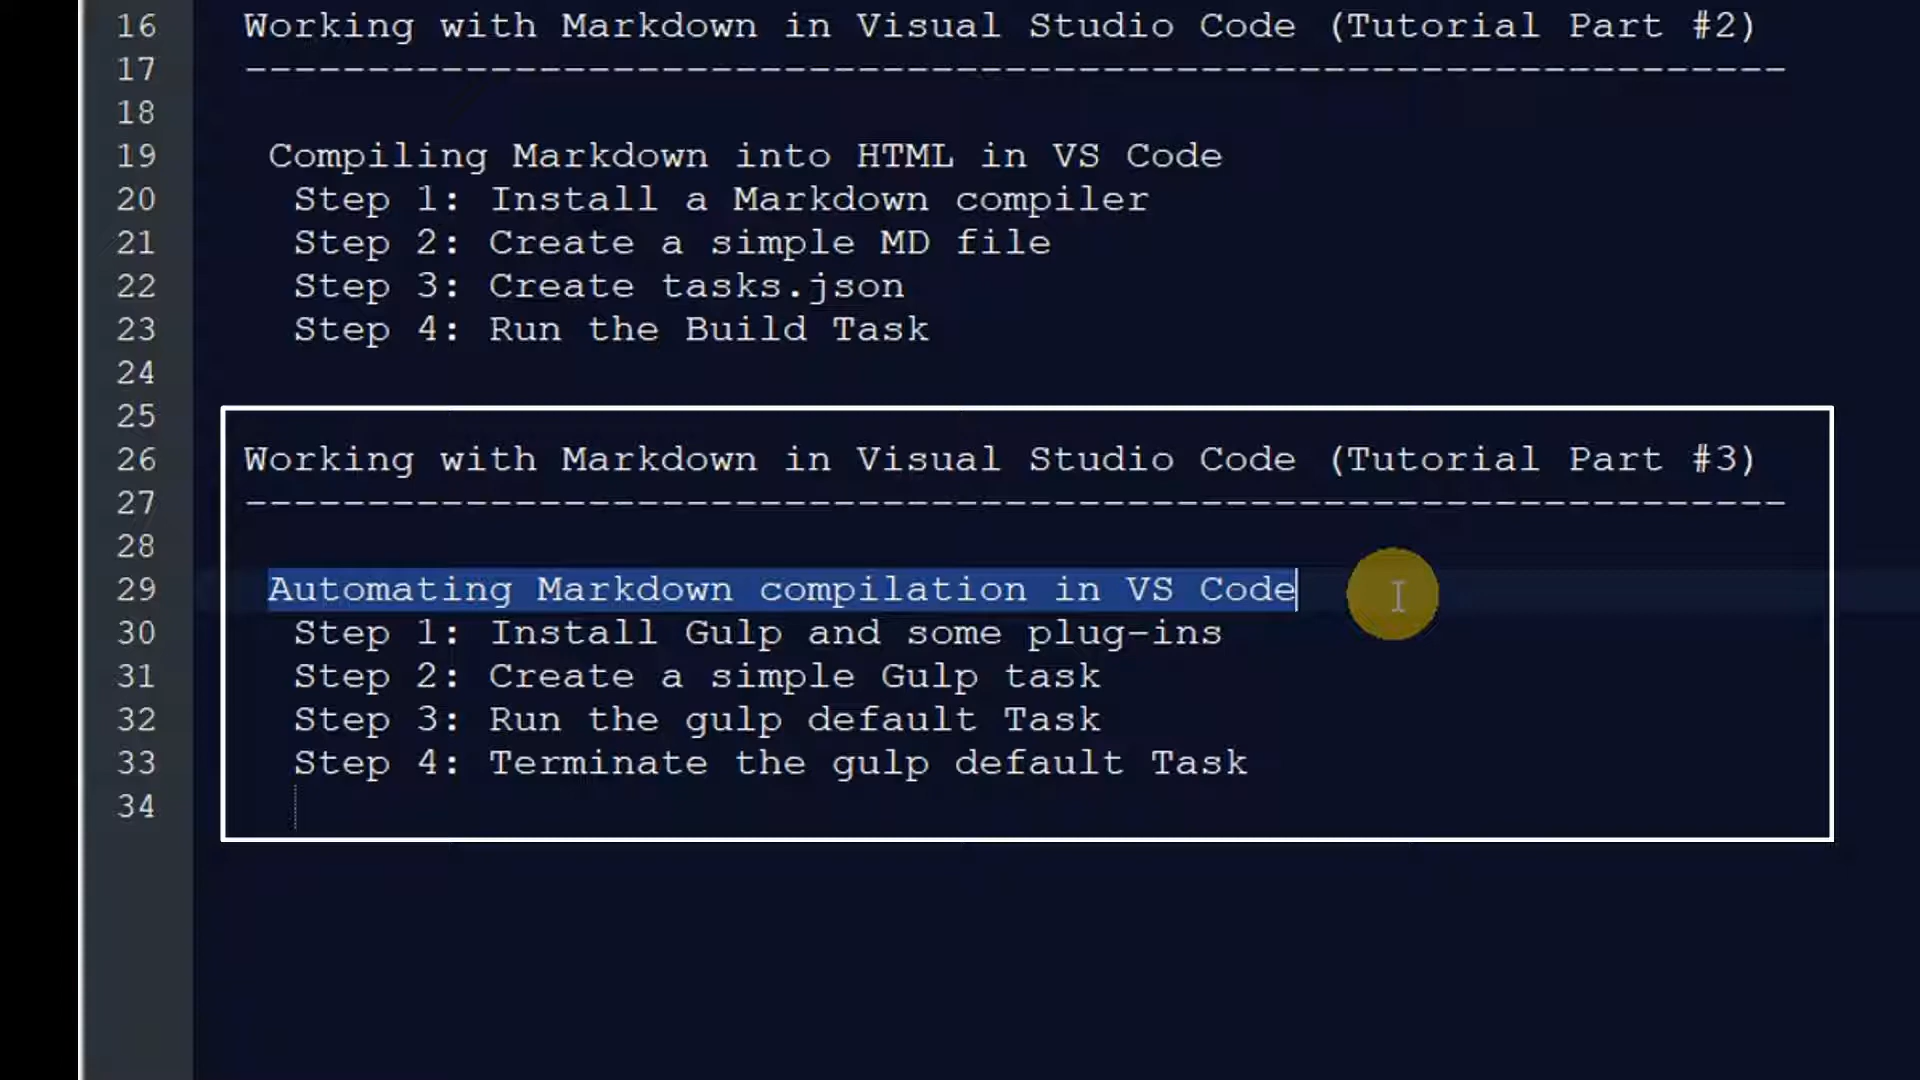 16 Working with Markdown in Visual Studio Code (Tutorial Part #2)
17 ---------------------------------------------------------------
18
19 Compiling Markdown into HTML in VS Code
20 Step 1: Install a Markdown compiler
21 Step 2: Create a simple MD file
22 Step 3: Create tasks.json
23 Step 4: Run the Build Task
24
25
26 Working with Markdown in Visual Studio Code (Tutorial Part #3)
27 ---------------------------------------------------------------
28
29 Automating Markdown compilation in VS Code
30 Step 1: Install Gulp and some plug-ins
31 Step 2: Create a simple Gulp task
32 Step 3: Run the gulp default Task
33 Step 4: Terminate the gulp default Task
34